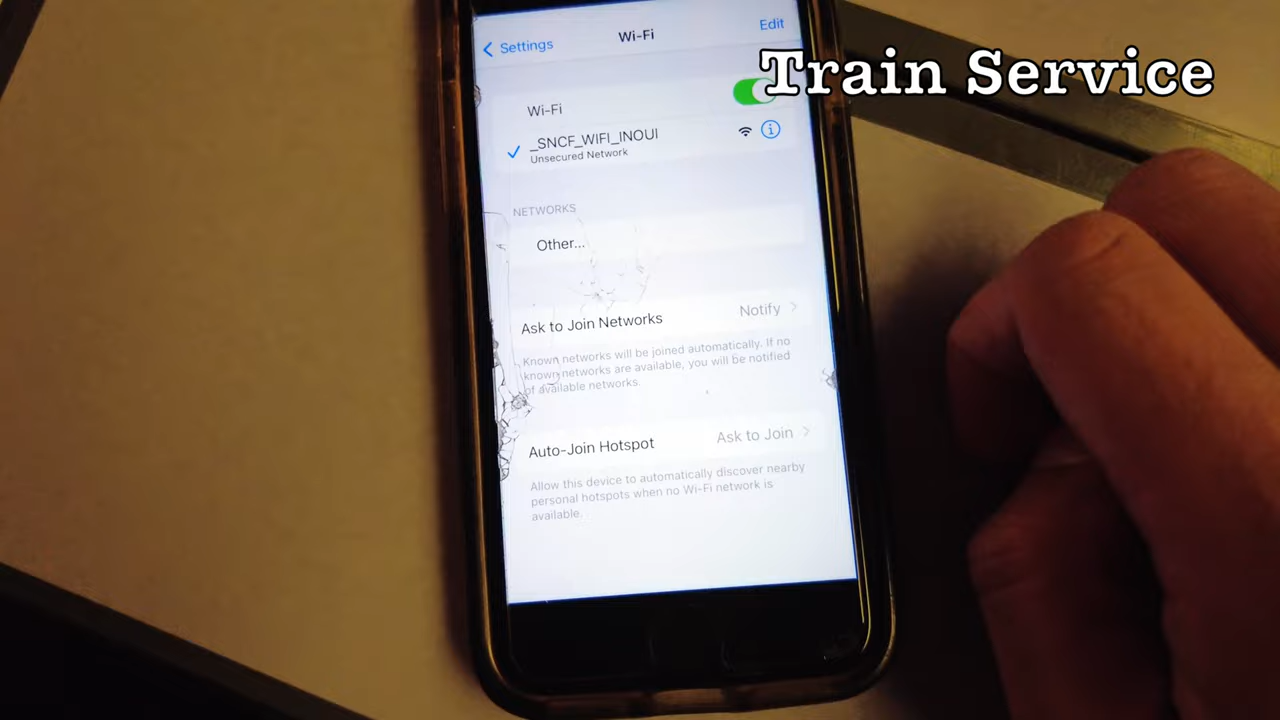 Train Service
Settings
Wi-Fi
Edit
Wi-Fi
_SNCF_WIFI_INOUI
Unsecured Network
NETWORKS
Other...
Ask to Join Networks
Notify
Known networks will be joined automatically. If no
known networks are available, you will be notified
of available networks.
Auto-Join Hotspot
Ask to Join
Allow this device to automatically discover nearby
personal hotspots when no Wi-Fi network is
available.